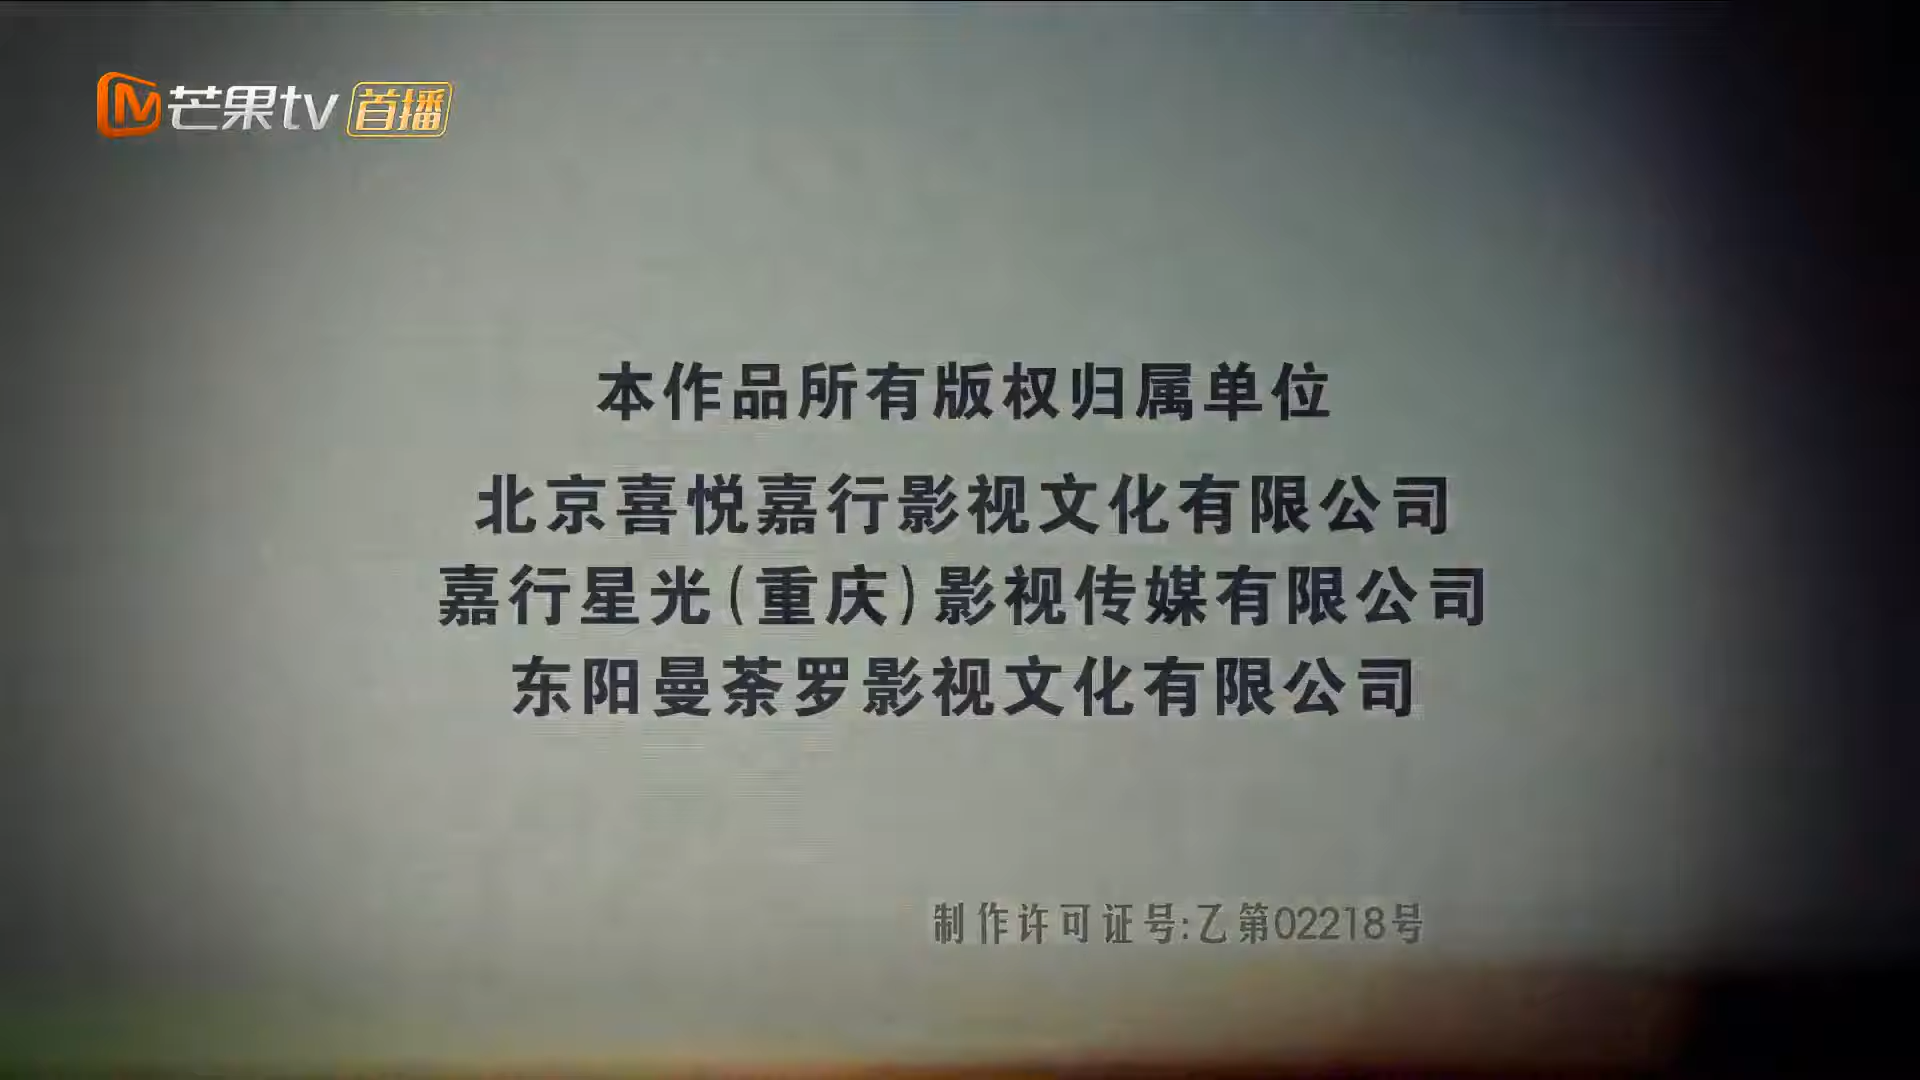 芒果tv 首播
本作品所有版权归属单位
北京喜悦嘉行影视文化有限公司
嘉行星光(重庆)影视传媒有限公司
东阳曼荼罗影视文化有限公司
制作许可证号:乙第02218号